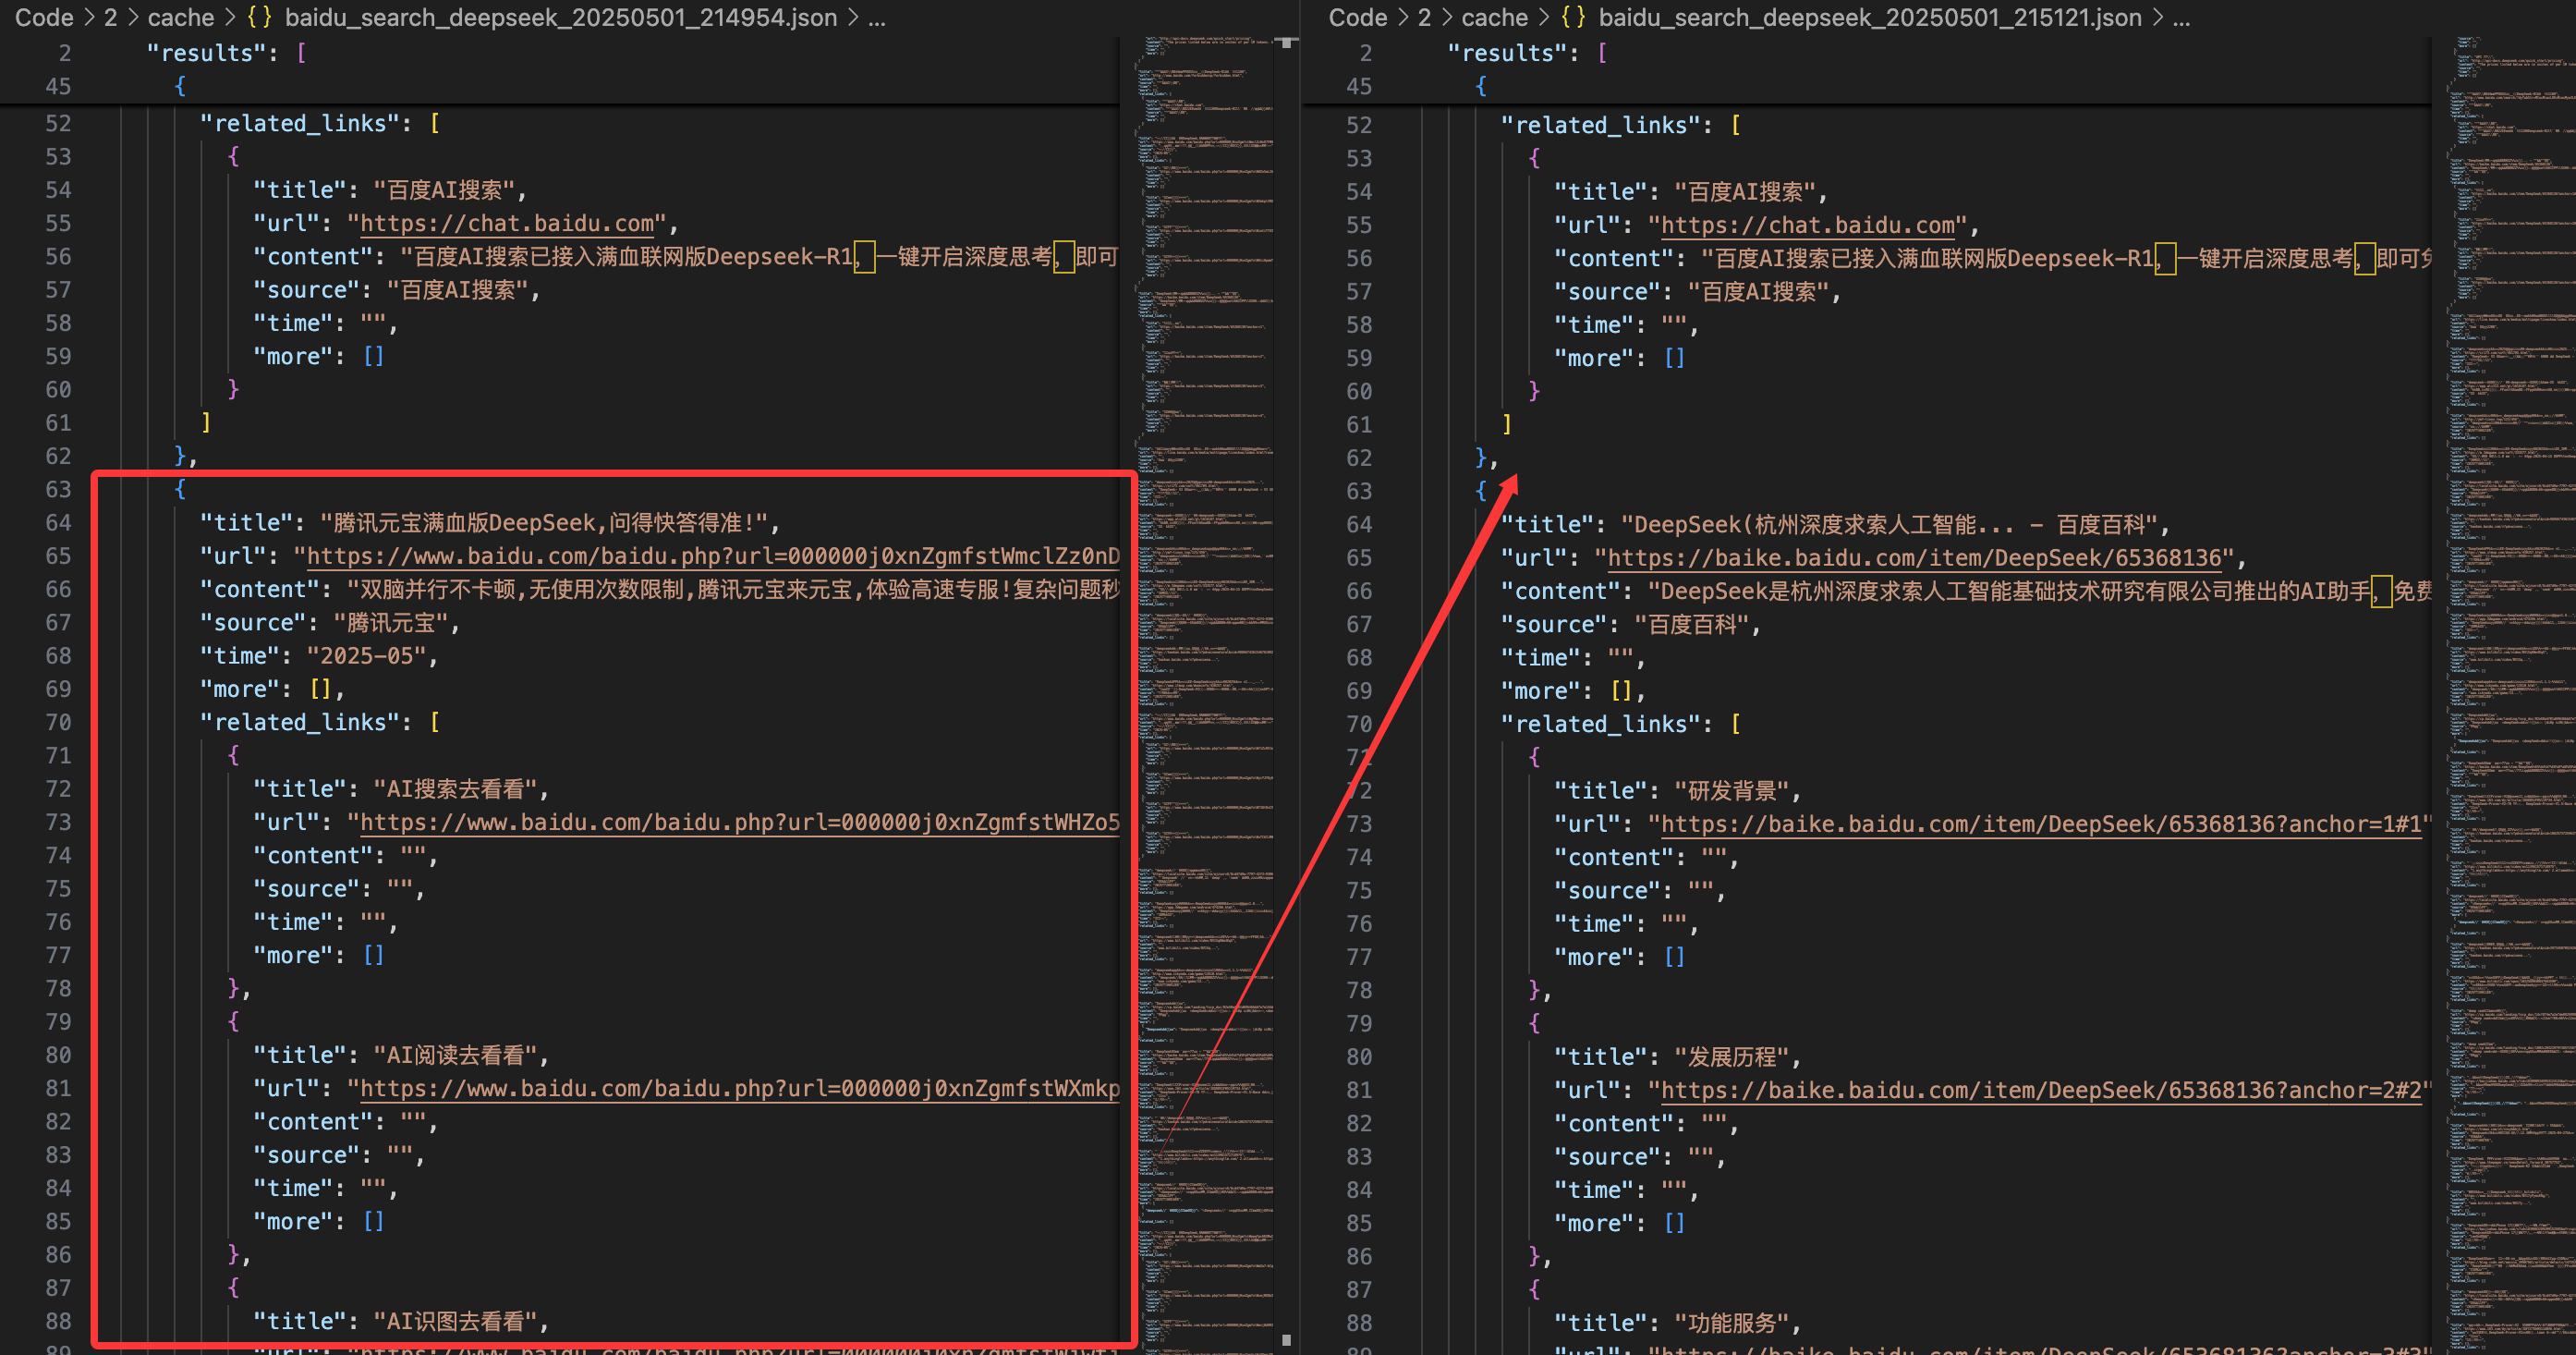 Code > 2 > cache > {} baidu_search_deepseek_20250501_214954.json > ...
2 "results": [
45 {
52 "related_links": [
53 {
54 "title": "百度AI搜索",
55 "url": "https://chat.baidu.com",
56 "content": "百度AI搜索已接入满血联网版Deepseek-R1，一键开启深度思考，即可
57 "source": "百度AI搜索",
58 "time": "",
59 "more": []
60 }
61 ]
62 },
63 {
64 "title": "腾讯元宝满血版DeepSeek,问得快答得准!",
65 "url": "https://www.baidu.com/baidu.php?url=000000j0xnZgmfstWmclZz0nD
66 "content": "双脑并行不卡顿,无使用次数限制,腾讯元宝来元宝,体验高速专服!复杂问题秒
67 "source": "腾讯元宝",
68 "time": "2025-05",
69 "more": [],
70 "related_links": [
71 {
72 "title": "AI搜索去看看",
73 "url": "https://www.baidu.com/baidu.php?url=000000j0xnZgmfstWHZo5
74 "content": "",
75 "source": "",
76 "time": "",
77 "more": []
78 },
79 {
80 "title": "AI阅读去看看",
81 "url": "https://www.baidu.com/baidu.php?url=000000j0xnZgmfstWXmkp
82 "content": "",
83 "source": "",
84 "time": "",
85 "more": []
86 },
87 {
88 "title": "AI识图去看看",
89 "url": "https://www.baidu.com/baidu.php?url=000000j0xnZgmfstWjwfj
Code > 2 > cache > {} baidu_search_deepseek_20250501_215121.json > ...
2 "results": [
45 {
52 "related_links": [
53 {
54 "title": "百度AI搜索",
55 "url": "https://chat.baidu.com",
56 "content": "百度AI搜索已接入满血联网版Deepseek-R1，一键开启深度思考，即可免
57 "source": "百度AI搜索",
58 "time": "",
59 "more": []
60 }
61 ]
62 },
63 {
64 "title": "DeepSeek(杭州深度求索人工智能... - 百度百科",
65 "url": "https://baike.baidu.com/item/DeepSeek/65368136",
66 "content": "DeepSeek是杭州深度求索人工智能基础技术研究有限公司推出的AI助手，免费
67 "source": "百度百科",
68 "time": "",
69 "more": [],
70 "related_links": [
71 {
72 "title": "研发背景",
73 "url": "https://baike.baidu.com/item/DeepSeek/65368136?anchor=1#1"
74 "content": "",
75 "source": "",
76 "time": "",
77 "more": []
78 },
79 {
80 "title": "发展历程",
81 "url": "https://baike.baidu.com/item/DeepSeek/65368136?anchor=2#2"
82 "content": "",
83 "source": "",
84 "time": "",
85 "more": []
86 },
87 {
88 "title": "功能服务",
89 "url": "https://baike.baidu.com/item/DeepSeek/65368136?anchor=3#3"